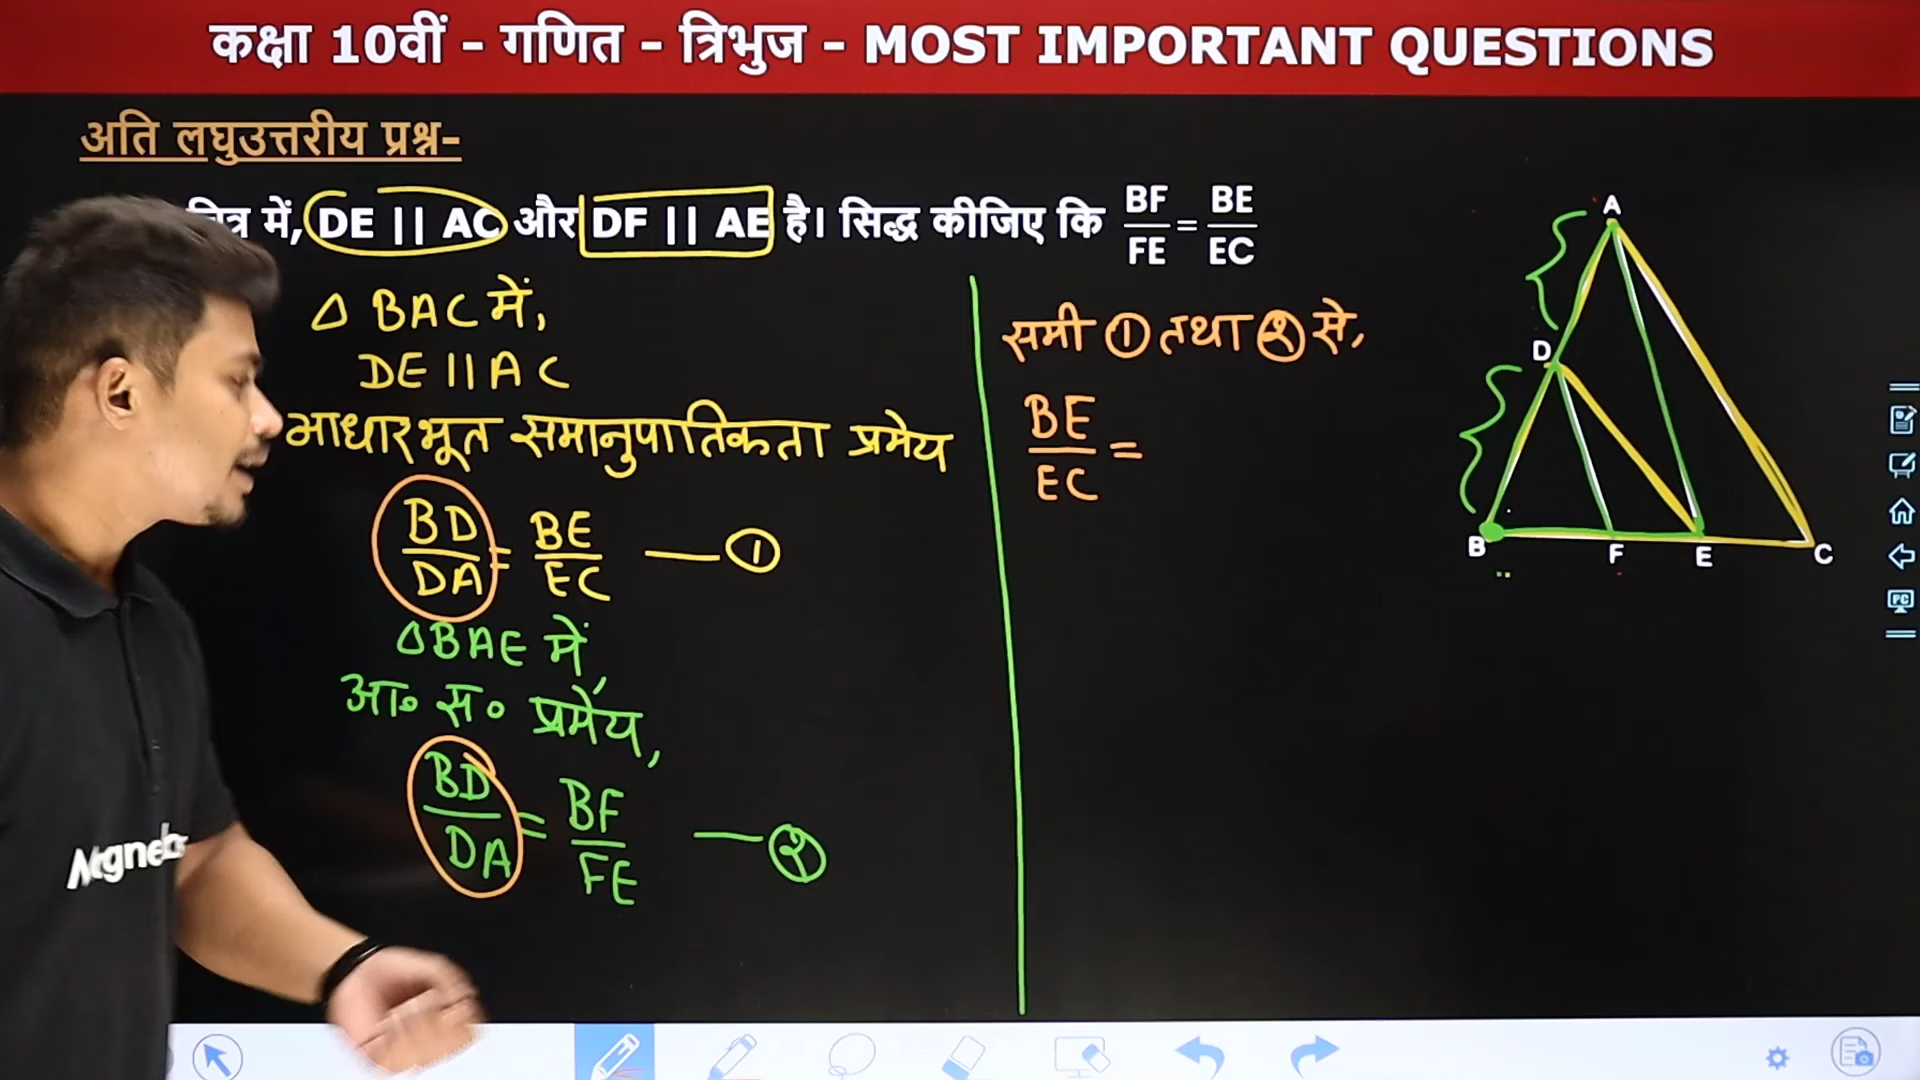 कक्षा 10वीं - गणित - त्रिभुज - MOST IMPORTANT QUESTIONS
अति लघुउत्तरीय प्रश्न-
में, DE || AC और DF || AE है। सिद्ध कीजिए कि BF/FE = BE/EC
△ BAC में,
DE || AC
आधारभूत समानुपातिकता प्रमेय
BD/DA = BE/EC — ①
△BAE में,
आ० स० प्रमेय,
BD/DA = BF/FE — ②
समी ① तथा ② से,
BE/EC =
A
D
B F E C
Magnet
PC